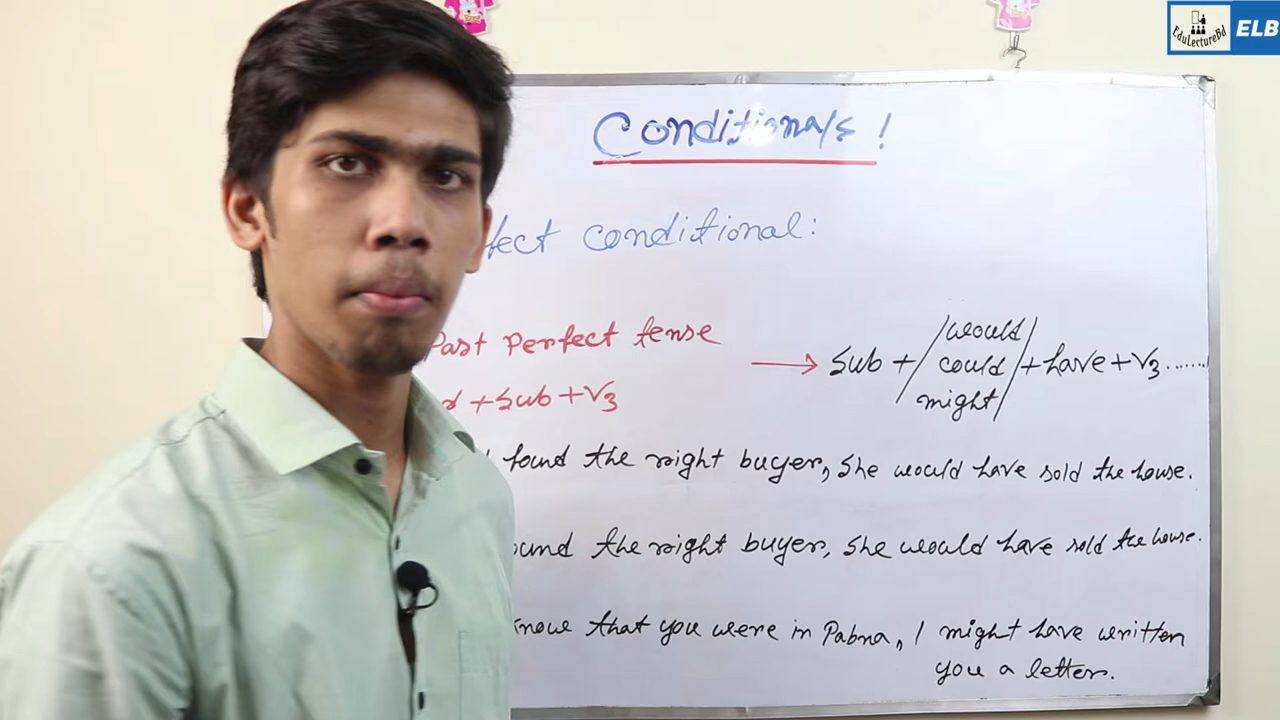 EduLectureBd ELB
Conditionals!
fect conditional:
Past perfect tense
would
→ Sub + / could / + have + V3......
might
+ Sub + V3
found the right buyer, She would have sold the house.
ound the right buyer, She would have sold the house.
know that you were in Pabna, I might have written
you a letter.